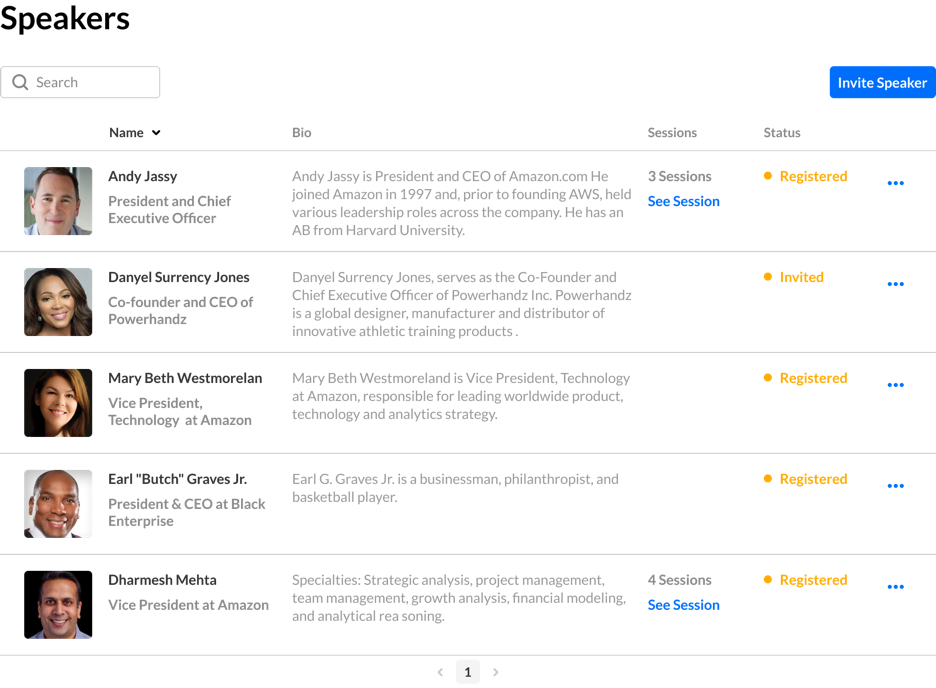 Speakers
Search
Invite Speaker
Name
Bio
Sessions
Status
Andy Jassy
President and Chief
Executive Officer
Andy Jassy is President and CEO of Amazon.com He
joined Amazon in 1997 and, prior to founding AWS, held
various leadership roles across the company. He has an
AB from Harvard University.
3 Sessions
See Session
Registered
Danyel Surrency Jones
Co-founder and CEO of
Powerhandz
Danyel Surrency Jones, serves as the Co-Founder and
Chief Executive Officer of Powerhandz Inc. Powerhandz
is a global designer, manufacturer and distributor of
innovative athletic training products .
Invited
Mary Beth Westmorelan
Vice President,
Technology  at Amazon
Mary Beth Westmoreland is Vice President, Technology
at Amazon, responsible for leading worldwide product,
technology and analytics strategy.
Registered
Earl "Butch" Graves Jr.
President & CEO at Black
Enterprise
Earl G. Graves Jr. is a businessman, philanthropist, and
basketball player.
Registered
Dharmesh Mehta
Vice President at Amazon
Specialties: Strategic analysis, project management,
team management, growth analysis, financial modeling,
and analytical rea soning.
4 Sessions
See Session
Registered
1